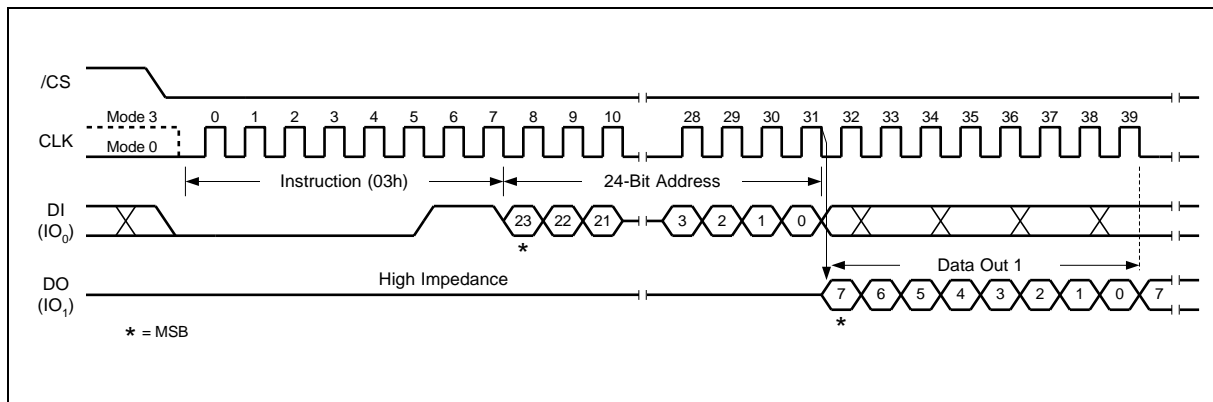 /CS
Mode 3
0 1 2 3 4 5 6 7 8 9 10 28 29 30 31 32 33 34 35 36 37 38 39
CLK
Mode 0
Instruction (03h) 24-Bit Address
DI
(IO0)
23 22 21 3 2 1 0
*
High Impedance
Data Out 1
DO
(IO1)
7 6 5 4 3 2 1 0 7
*
* = MSB